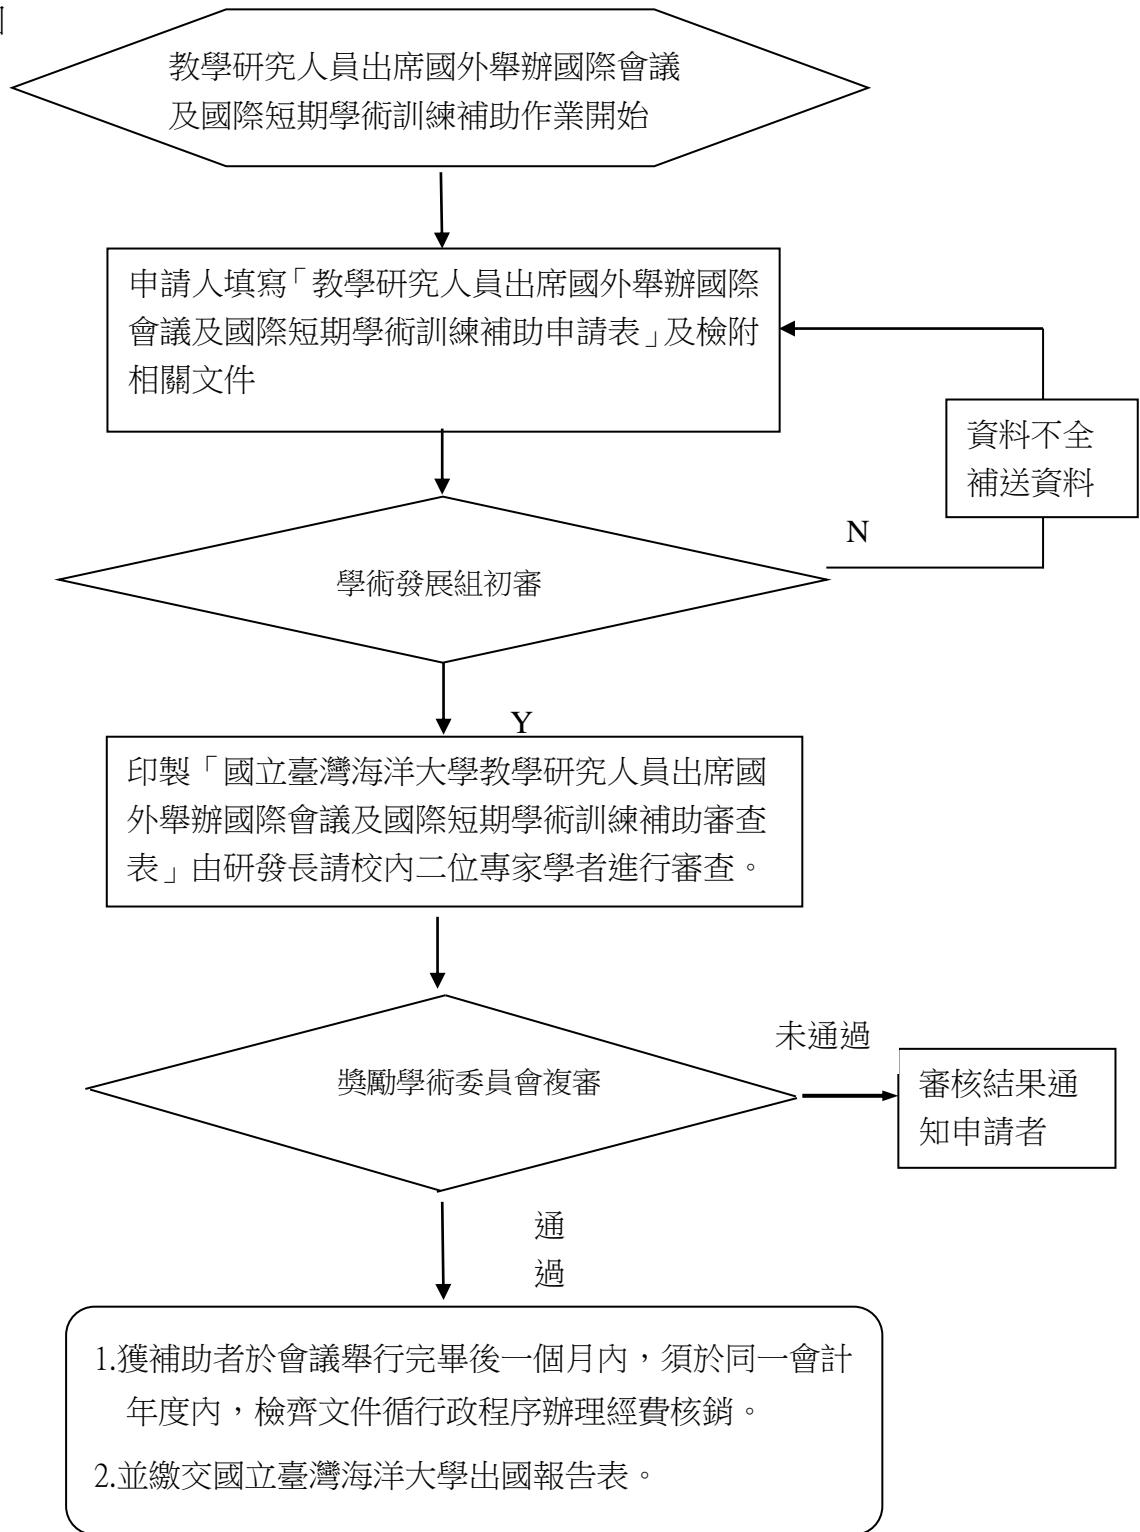 教學研究人員出席國外舉辦國際會議
及國際短期學術訓練補助作業開始
申請人填寫「教學研究人員出席國外舉辦國際
會議及國際短期學術訓練補助申請表」及檢附
相關文件
資料不全
補送資料
N
學術發展組初審
Y
印製「國立臺灣海洋大學教學研究人員出席國
外舉辦國際會議及國際短期學術訓練補助審查
表」由研發長請校內二位專家學者進行審查。
未通過
獎勵學術委員會複審
審核結果通
知申請者
通
過
1.獲補助者於會議舉行完畢後一個月內，須於同一會計
年度內，檢齊文件循行政程序辦理經費核銷。
2.並繳交國立臺灣海洋大學出國報告表。